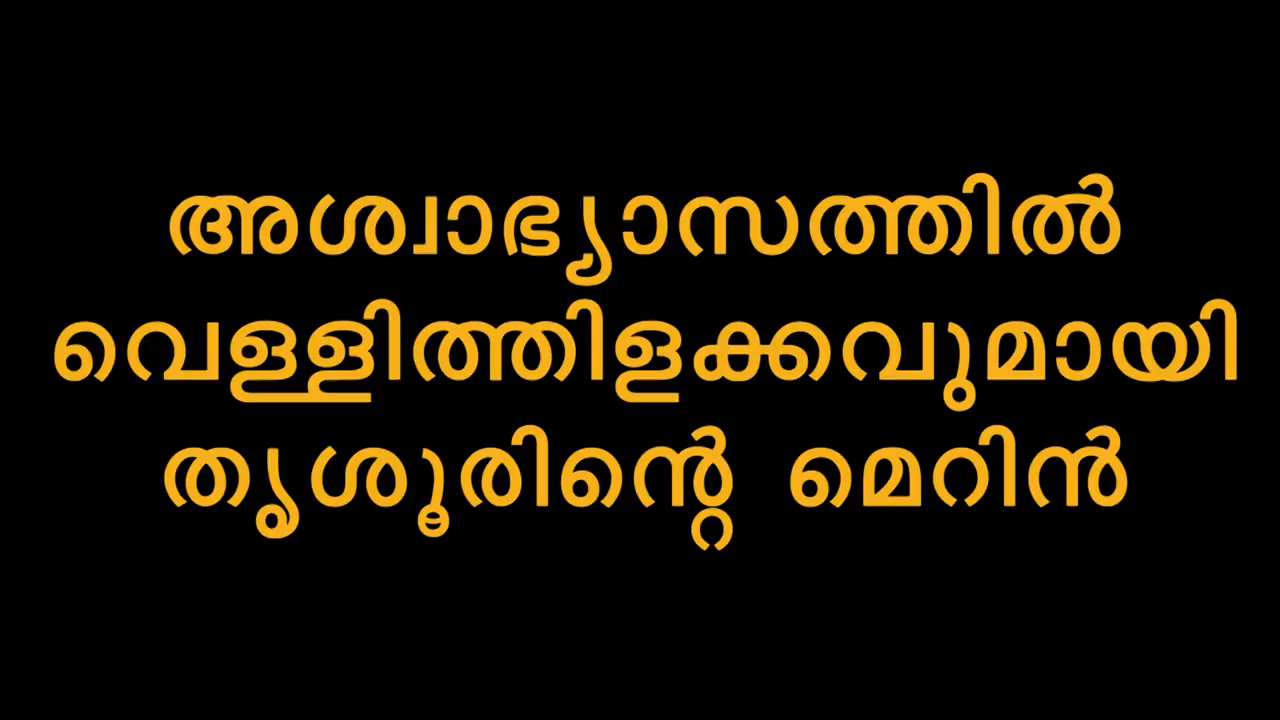 അശ്വാഭ്യാസത്തിൽ
വെള്ളിത്തിളക്കവുമായി
തൃശൂരിന്റെ മെറിൻ